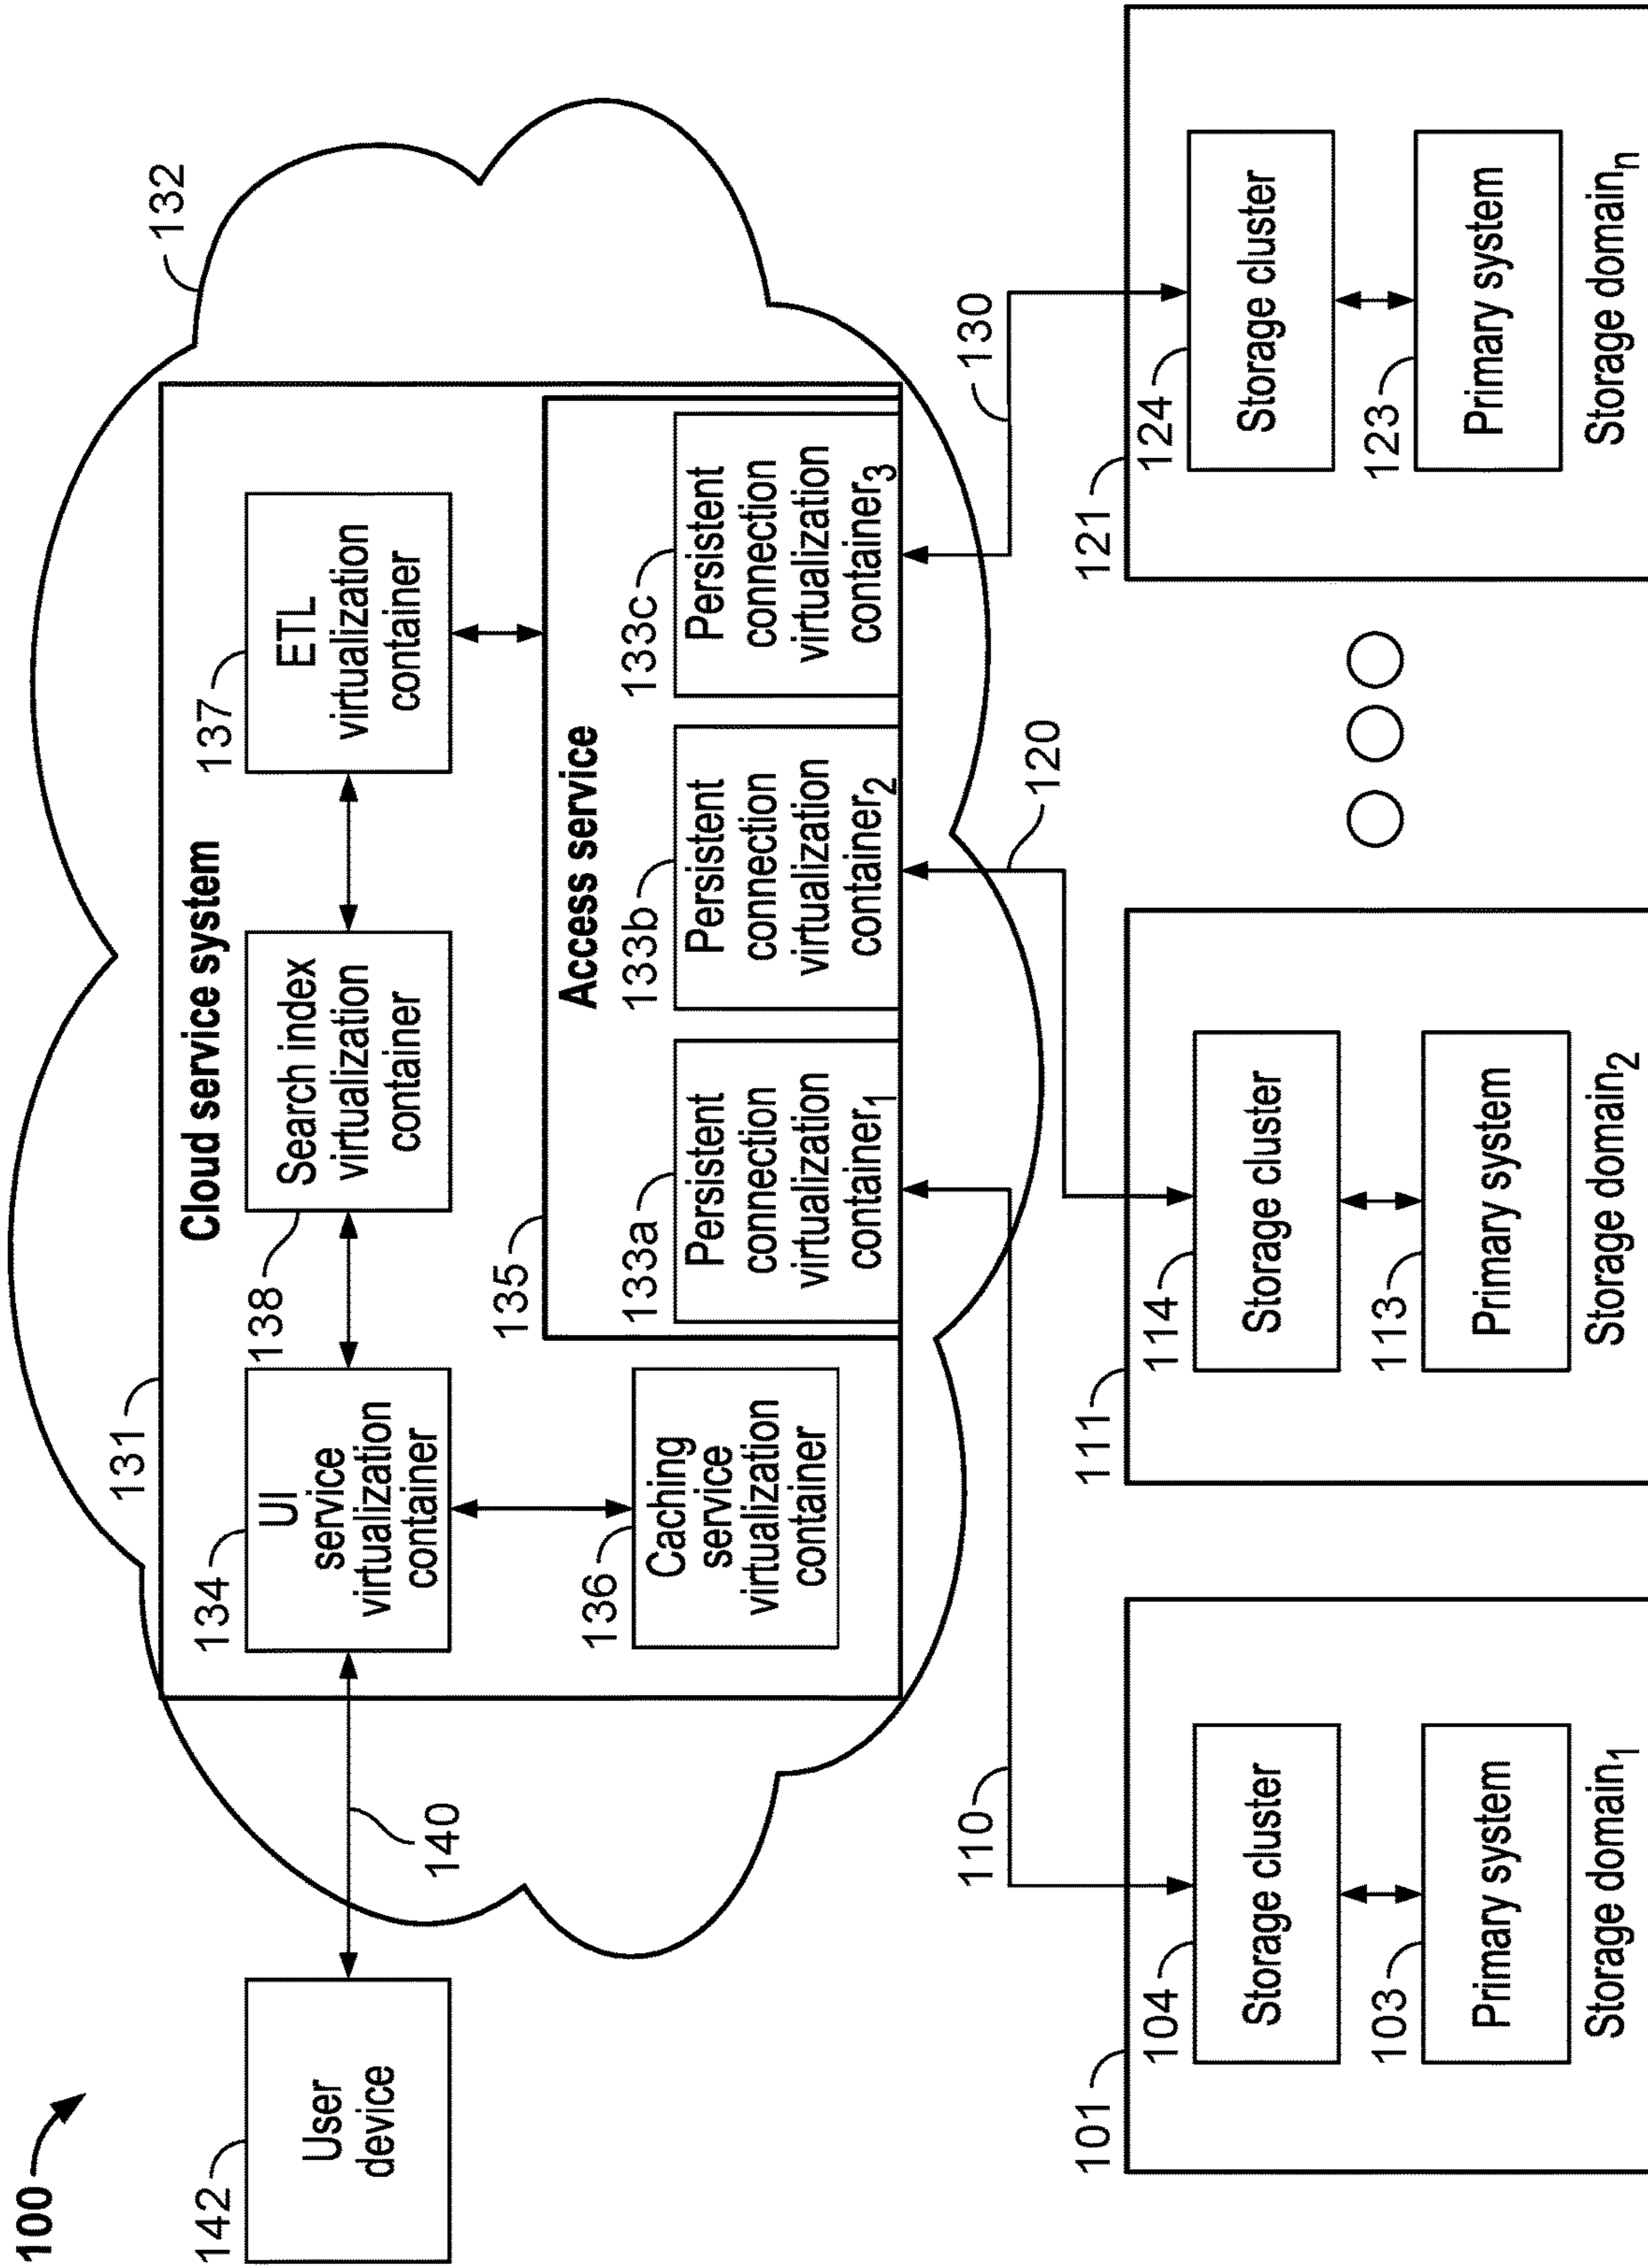 100
132
131
Cloud service system
142
User
device
140
134
UI
service
virtualization
container
138
Search index
virtualization
container
137
ETL
virtualization
container
136
Caching
service
virtualization
container
135
Access service
133a
Persistent
connection
virtualization
container1
133b
Persistent
connection
virtualization
container2
133c
Persistent
connection
virtualization
container3
110
120
130
101
104
Storage cluster
103
Primary system
Storage domain1
111
114
Storage cluster
113
Primary system
Storage domain2
121
124
Storage cluster
123
Primary system
Storage domainn